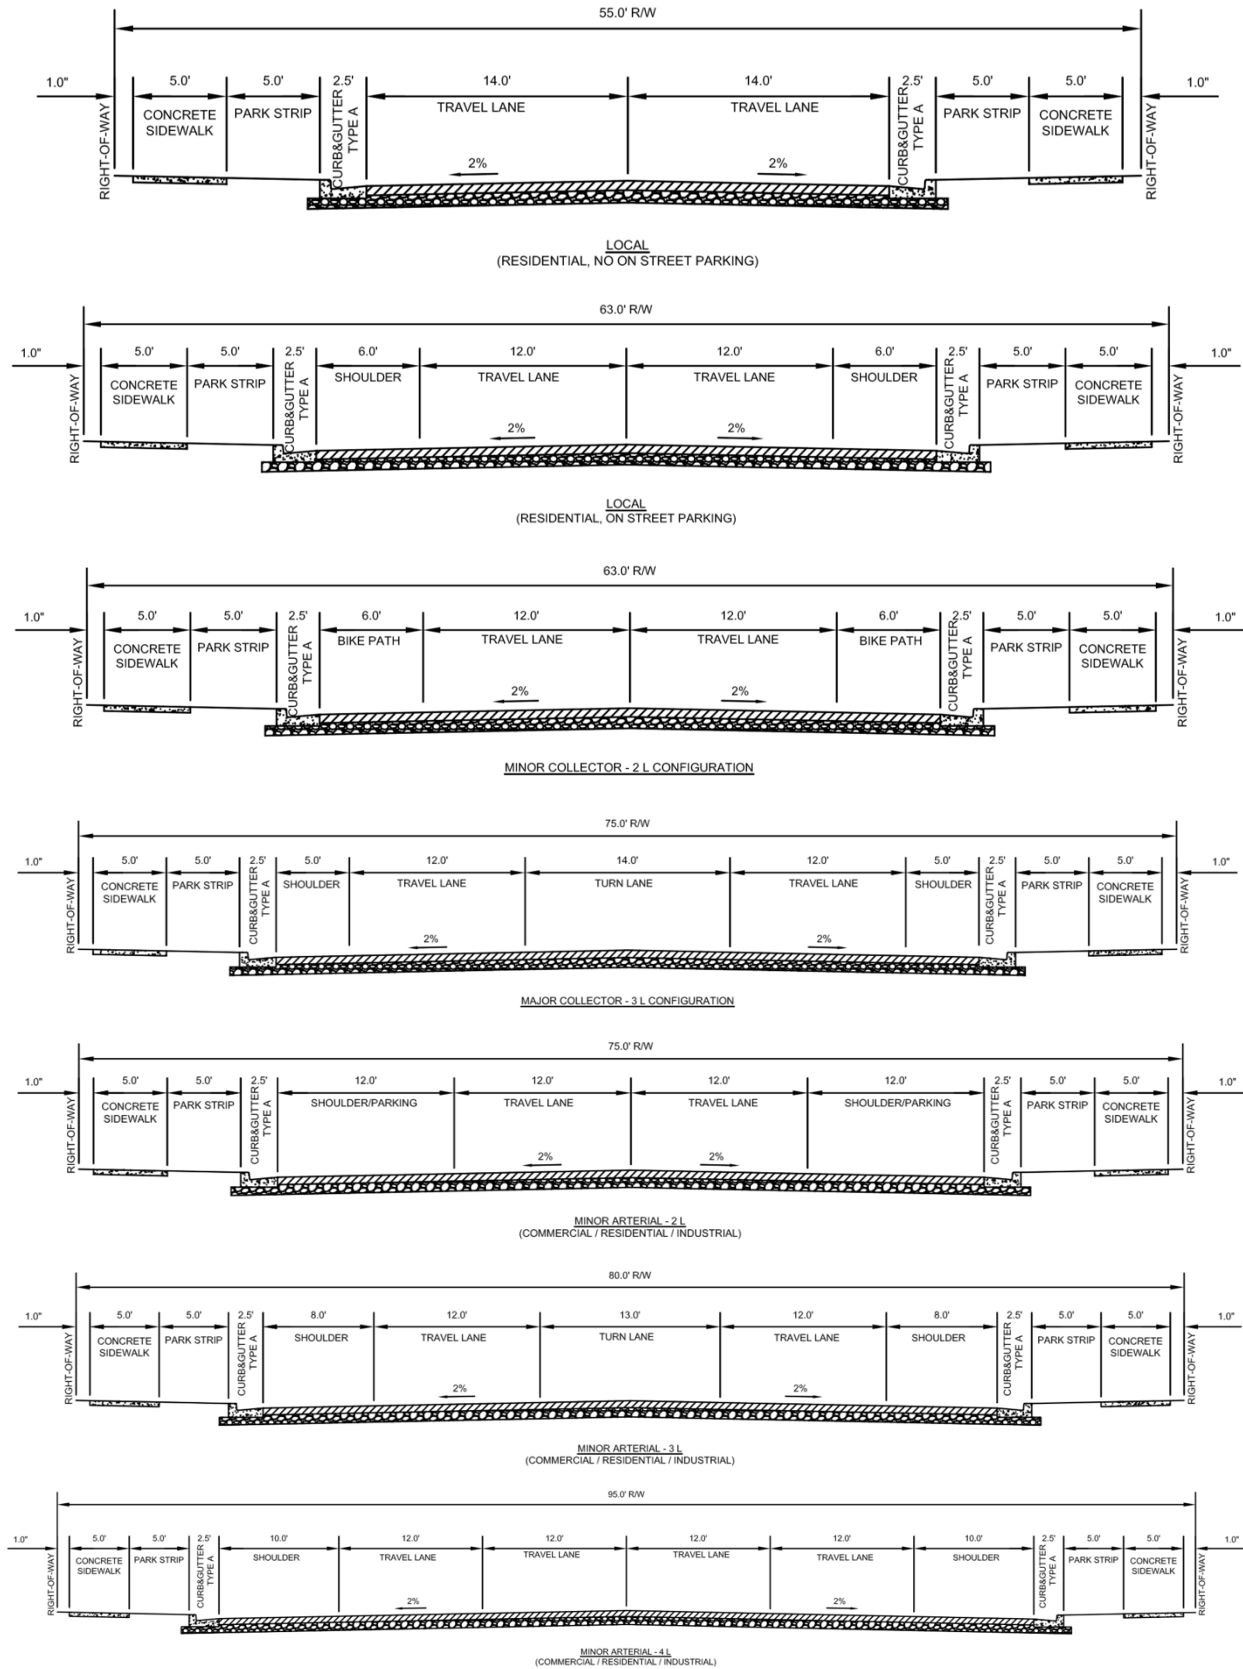 55.0' R/W
1.0" 5.0' 5.0' 2.5' 14.0' 14.0' 2.5' 5.0' 5.0' 1.0"
RIGHT-OF-WAY CONCRETE SIDEWALK PARK STRIP CURB&GUTTER TYPE A TRAVEL LANE TRAVEL LANE CURB&GUTTER TYPE A PARK STRIP CONCRETE SIDEWALK RIGHT-OF-WAY
2% 2%
LOCAL
(RESIDENTIAL, NO ON STREET PARKING)
63.0' R/W
1.0" 5.0' 5.0' 2.5' 6.0' 12.0' 12.0' 6.0' 2.5' 5.0' 5.0' 1.0"
RIGHT-OF-WAY CONCRETE SIDEWALK PARK STRIP CURB&GUTTER TYPE A SHOULDER TRAVEL LANE TRAVEL LANE SHOULDER CURB&GUTTER TYPE A PARK STRIP CONCRETE SIDEWALK RIGHT-OF-WAY
2% 2%
LOCAL
(RESIDENTIAL, ON STREET PARKING)
63.0' R/W
1.0" 5.0' 5.0' 2.5' 6.0' 12.0' 12.0' 6.0' 2.5' 5.0' 5.0' 1.0"
RIGHT-OF-WAY CONCRETE SIDEWALK PARK STRIP CURB&GUTTER TYPE A BIKE PATH TRAVEL LANE TRAVEL LANE BIKE PATH CURB&GUTTER TYPE A PARK STRIP CONCRETE SIDEWALK RIGHT-OF-WAY
2% 2%
MINOR COLLECTOR - 2 L CONFIGURATION
75.0' R/W
1.0" 5.0' 5.0' 2.5' 5.0' 12.0' 14.0' 12.0' 5.0' 2.5' 5.0' 5.0' 1.0"
RIGHT-OF-WAY CONCRETE SIDEWALK PARK STRIP CURB&GUTTER TYPE A SHOULDER TRAVEL LANE TURN LANE TRAVEL LANE SHOULDER CURB&GUTTER TYPE A PARK STRIP CONCRETE SIDEWALK RIGHT-OF-WAY
2% 2%
MAJOR COLLECTOR - 3 L CONFIGURATION
75.0' R/W
1.0" 5.0' 5.0' 2.5' 12.0' 12.0' 12.0' 12.0' 2.5' 5.0' 5.0' 1.0"
RIGHT-OF-WAY CONCRETE SIDEWALK PARK STRIP CURB&GUTTER TYPE A SHOULDER/PARKING TRAVEL LANE TRAVEL LANE SHOULDER/PARKING CURB&GUTTER TYPE A PARK STRIP CONCRETE SIDEWALK RIGHT-OF-WAY
2% 2%
MINOR ARTERIAL - 2 L
(COMMERCIAL / RESIDENTIAL / INDUSTRIAL)
80.0' R/W
1.0" 5.0' 5.0' 2.5' 8.0' 12.0' 13.0' 12.0' 8.0' 2.5' 5.0' 5.0' 1.0"
RIGHT-OF-WAY CONCRETE SIDEWALK PARK STRIP CURB&GUTTER TYPE A SHOULDER TRAVEL LANE TURN LANE TRAVEL LANE SHOULDER CURB&GUTTER TYPE A PARK STRIP CONCRETE SIDEWALK RIGHT-OF-WAY
2% 2%
MINOR ARTERIAL - 3 L
(COMMERCIAL / RESIDENTIAL / INDUSTRIAL)
95.0' R/W
1.0" 5.0' 5.0' 2.5' 10.0' 12.0' 12.0' 12.0' 12.0' 10.0' 2.5' 5.0' 5.0' 1.0"
RIGHT-OF-WAY CONCRETE SIDEWALK PARK STRIP CURB&GUTTER TYPE A SHOULDER TRAVEL LANE TRAVEL LANE TRAVEL LANE TRAVEL LANE SHOULDER CURB&GUTTER TYPE A PARK STRIP CONCRETE SIDEWALK RIGHT-OF-WAY
2% 2%
MINOR ARTERIAL - 4 L
(COMMERCIAL / RESIDENTIAL / INDUSTRIAL)